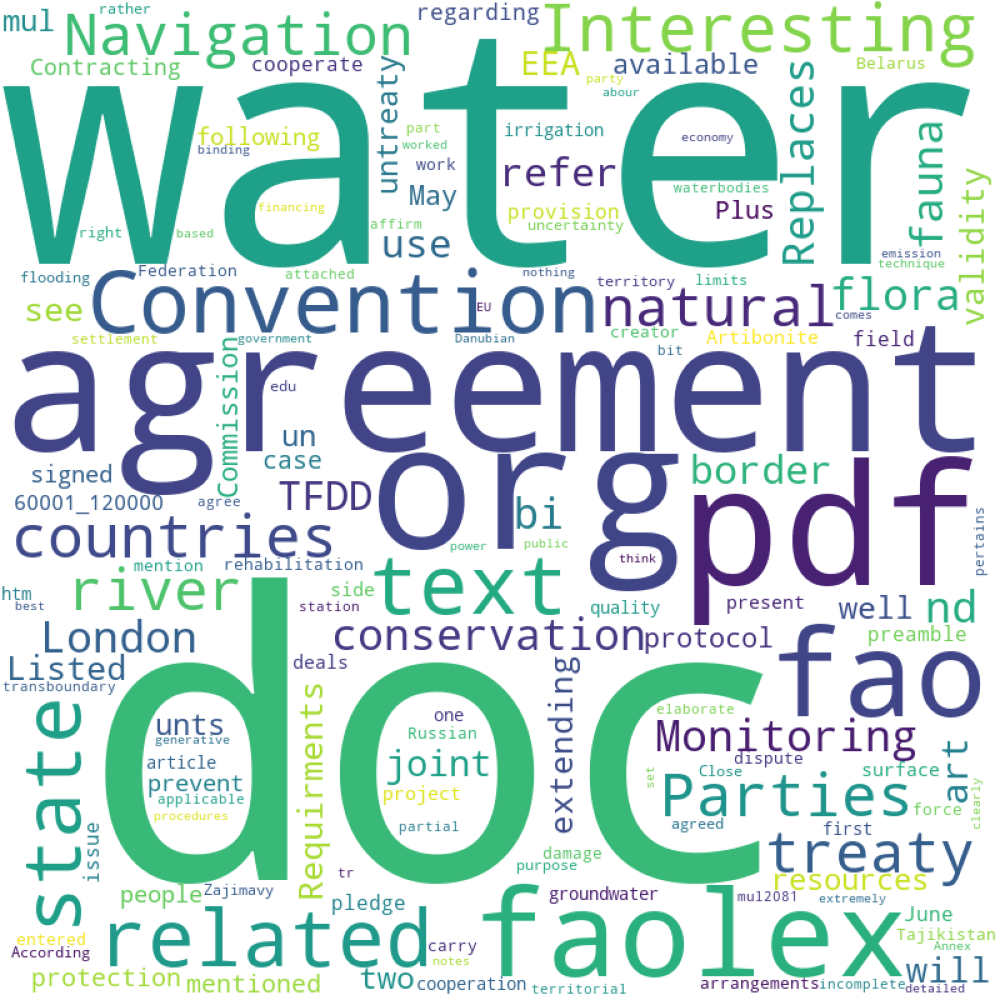 rather
regarding
mul
Navigation
Interesting
Contracting
cooperate
EEA
available
Belarus
party
abour
water
following
binding
untreaty
part
worked
irrigation
economy
work
refer
waterbodies
Replaces
fauna
validity
financing
May
provision
Plus
right
based
affirm
uncertainty
use
emission
technique
flooding
Federation
attached
nothing
territory
limits
see
Convention
EU
natural
flora
comes
settlement
government
Danubian
creator
Artibonite
field
bit
Commission
agreement
edu
un
signed
case
org
border
pdf
60001_120000
agree
TFDD
bi
countries
power
public
think
pertains
mention
rehabilitation
htm
best
river
station
side
text
quality
present
well
nd
London
conservation
protocol
preamble
Listed
deals
transboundary
doc
fao
state
unts
generative
one
Russian
extending
elaborate
Monitoring
article
prevent
joint
dispute
art
applicable
Requirments
project
set
Close
surface
procedures
Parties
force
clearly
partial
agreed
first
issue
damage
treaty
tr
purpose
resources
people
Zajimavy
groundwater
mul2081
extremely
pledge
faolex
June
related
Tajikistan
entered
According
carry
Annex
notes
will
protection
mentioned
two
cooperation
territorial
arrangements
incomplete
detailed